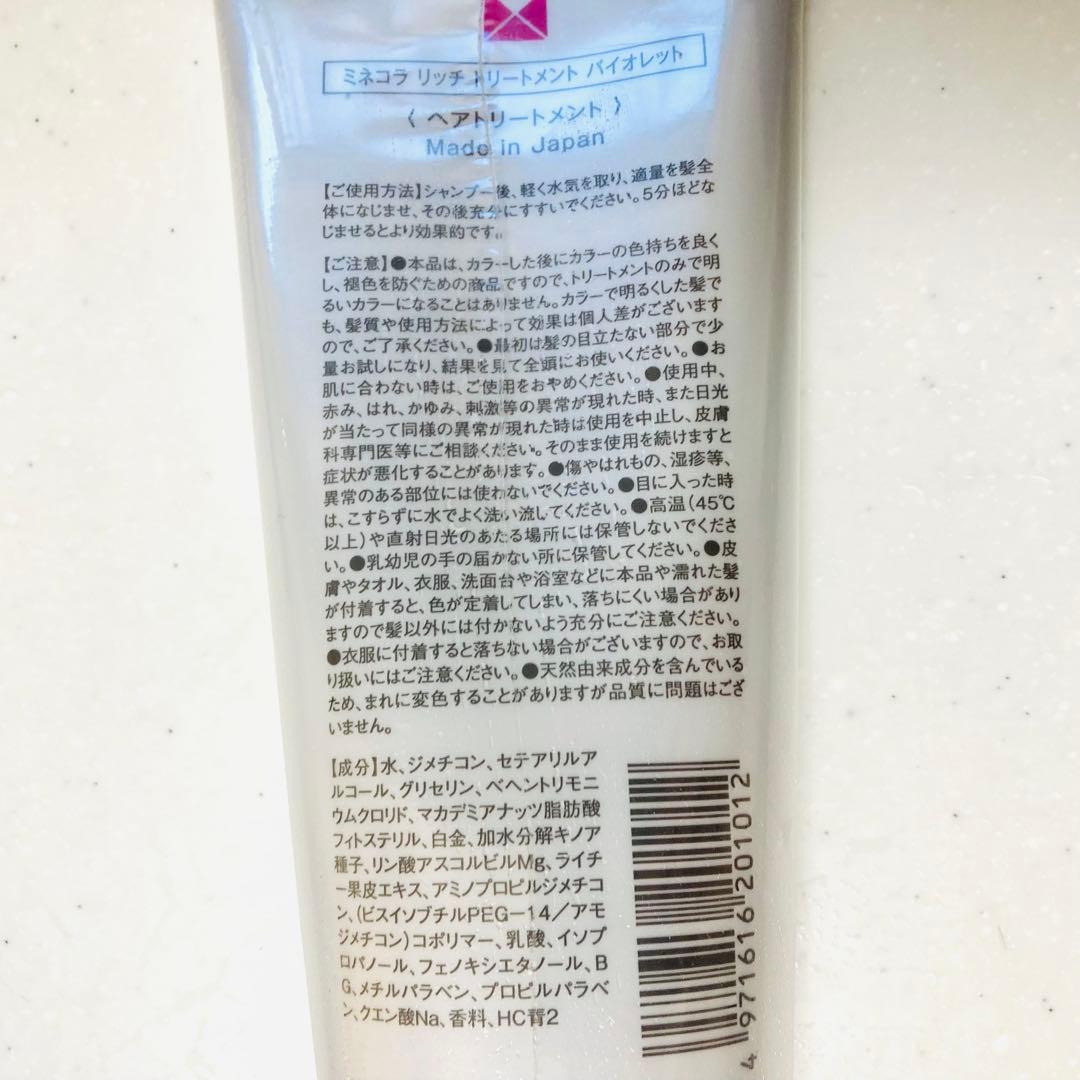 ミネコラ リッチ トリートメント バイオレット
〈 ヘアトリートメント 〉
Made in Japan
【ご使用方法】シャンプー後、軽く水気を取り、適量を髪全
体になじませ、その後充分にすすいでください。5分ほどな
じませるとより効果的です。
【ご注意】●本品は、カラーした後にカラーの色持ちを良く
し、褪色を防ぐための商品ですので、トリートメントのみで明
るいカラーになることはありません。カラーで明るくした髪で
も、髪質や使用方法によって効果は個人差がございます
ので、ご了承ください。●最初は髪の目立たない部分で少
量お試しになり、結果を見て全頭にお使いください。●お
肌に合わない時は、ご使用をおやめください。●使用中、
赤み、はれ、かゆみ、刺激等の異常が現れた時、また日光
が当たって同様の異常が現れた時は使用を中止し、皮膚
科専門医等にご相談ください。そのまま使用を続けますと
症状が悪化することがあります。●傷やはれもの、湿疹等、
異常のある部位には使わないでください。●目に入った時
は、こすらずに水でよく洗い流してください。●高温(45℃
以上)や直射日光のあたる場所には保管しないでくださ
い。●乳幼児の手の届かない所に保管してください。●皮
膚やタオル、衣服、洗面台や浴室などに本品や濡れた髪
が付着すると、色が定着してしまい、落ちにくい場合があり
ますので髪以外には付かないよう充分にご注意ください。
●衣服に付着すると落ちない場合がございますので、お取
り扱いにはご注意ください。●天然由来成分を含んでいる
ため、まれに変色することがありますが品質に問題はござ
いません。
【成分】水、ジメチコン、セテアリルア
ルコール、グリセリン、ベヘントリモニ
ウムクロリド、マカデミアナッツ脂肪酸
フィトステリル、白金、加水分解キノア
種子、リン酸アスコルビルMg、ライチ
ー果皮エキス、アミノプロピルジメチコ
ン、(ビスイソブチルPEG-14/アモ
ジメチコン)コポリマー、乳酸、イソプ
ロパノール、フェノキシエタノール、B
G、メチルパラベン、プロピルパラベ
ン、クエン酸Na、香料、HC青2
4 971616 201012